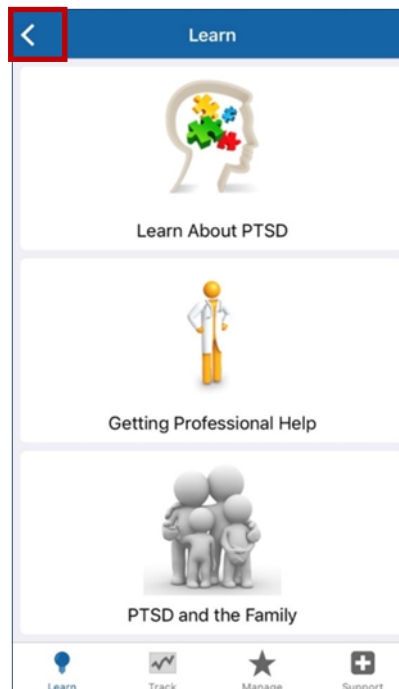 Learn
Learn About PTSD
Getting Professional Help
PTSD and the Family
Learn Track Manage Support